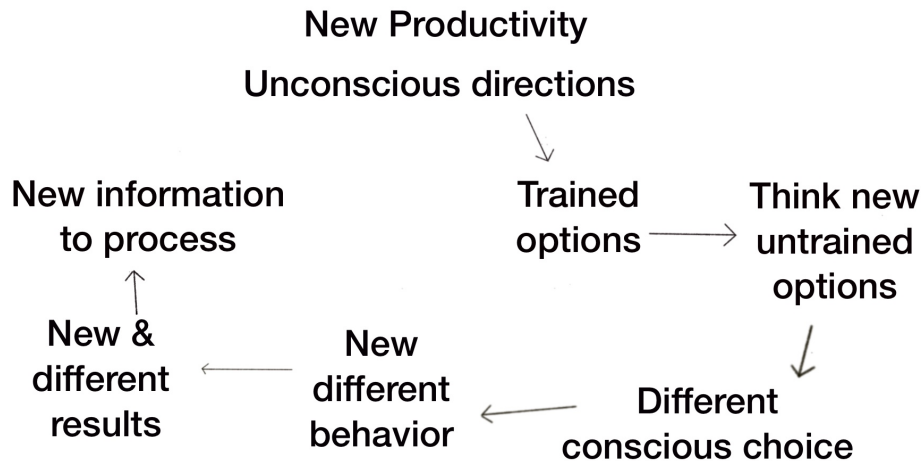 New Productivity
Unconscious directions
Trained
options
Think new
untrained
options
Different
conscious choice
New
different
behavior
New &
different
results
New information
to process